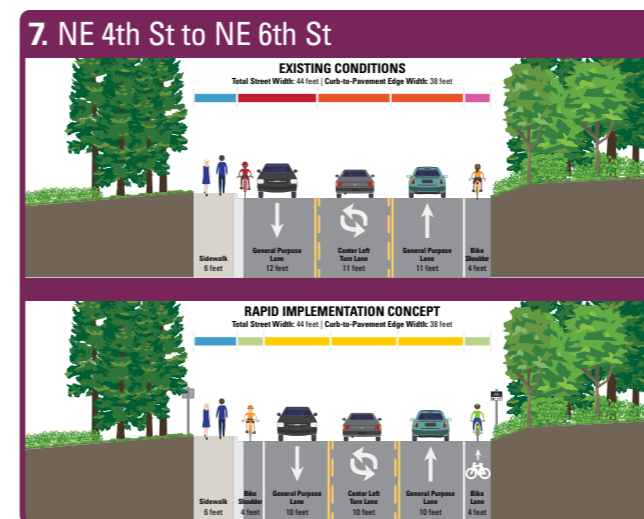 7. NE 4th St to NE 6th St
EXISTING CONDITIONS
Total Street Width: 44 feet | Curb-to-Pavement Edge Width: 38 feet
Sidewalk
6 feet
General Purpose
Lane
12 feet
Center Left
Turn Lane
11 feet
General Purpose
Lane
11 feet
Bike
Shoulder
4 feet
RAPID IMPLEMENTATION CONCEPT
Total Street Width: 44 feet | Curb-to-Pavement Edge Width: 38 feet
Sidewalk
6 feet
Bike
Shoulder
4 feet
General Purpose
Lane
10 feet
Center Left
Turn Lane
10 feet
General Purpose
Lane
10 feet
Bike
Lane
4 feet